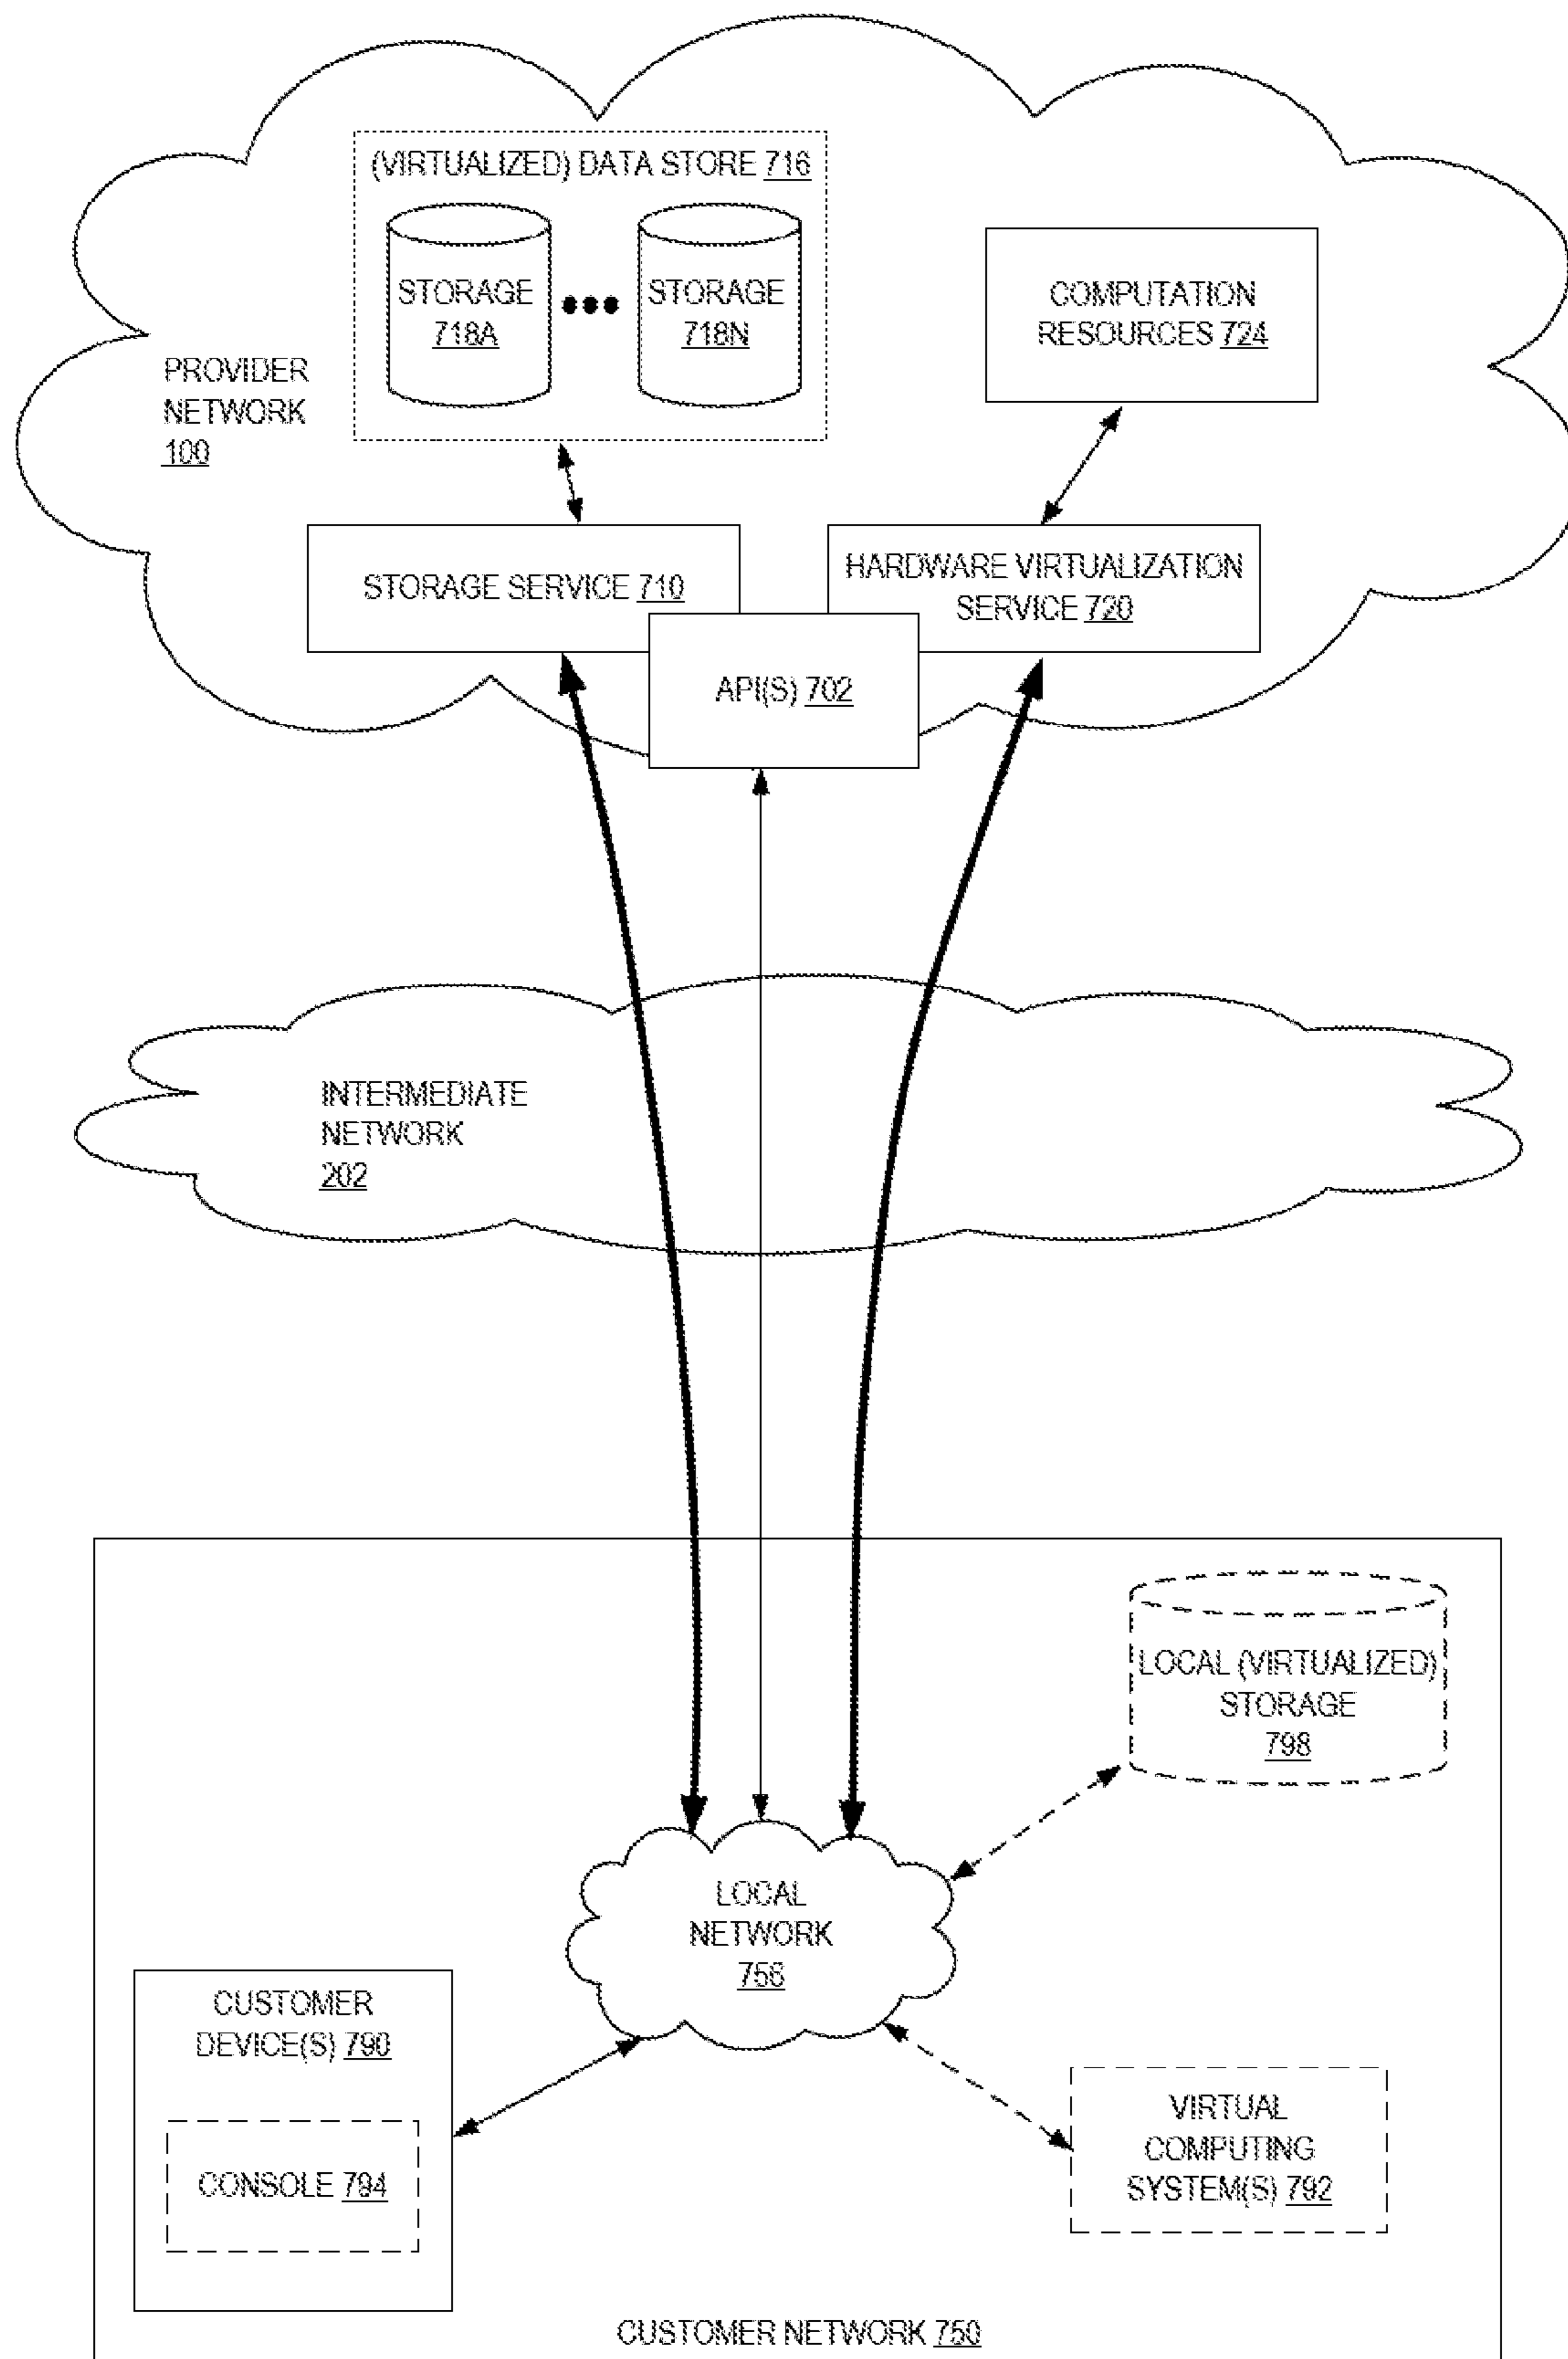 (VIRTUALIZED) DATA STORE 716
STORAGE
718A
STORAGE
718N
COMPUTATION
RESOURCES 724
PROVIDER
NETWORK
100
STORAGE SERVICE 710
HARDWARE VIRTUALIZATION
SERVICE 720
API(S) 702
INTERMEDIATE
NETWORK
202
LOCAL (VIRTUALIZED)
STORAGE
798
LOCAL
NETWORK
756
CUSTOMER
DEVICE(S) 790
CONSOLE 794
VIRTUAL
COMPUTING
SYSTEM(S) 792
CUSTOMER NETWORK 750